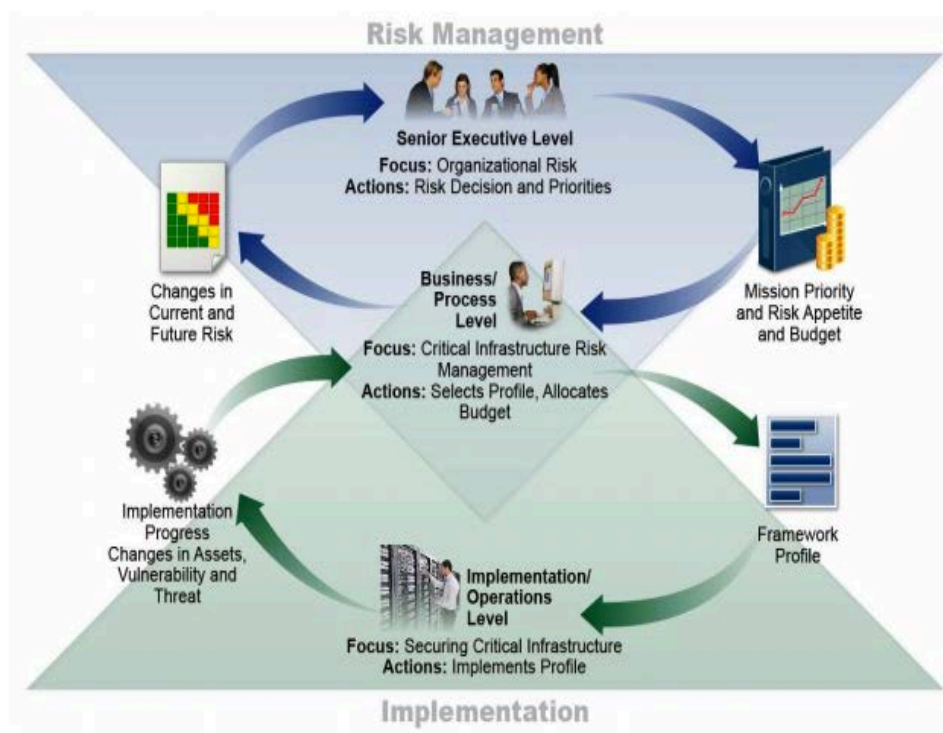 Risk Management
Senior Executive Level
Focus: Organizational Risk
Actions: Risk Decision and Priorities
Changes in
Current and
Future Risk
Mission Priority
and Risk Appetite
and Budget
Business/
Process
Level
Focus: Critical Infrastructure Risk
Management
Actions: Selects Profile, Allocates
Budget
Implementation
Progress
Changes in Assets,
Vulnerability and
Threat
Framework
Profile
Implementation/
Operations
Level
Focus: Securing Critical Infrastructure
Actions: Implements Profile
Implementation